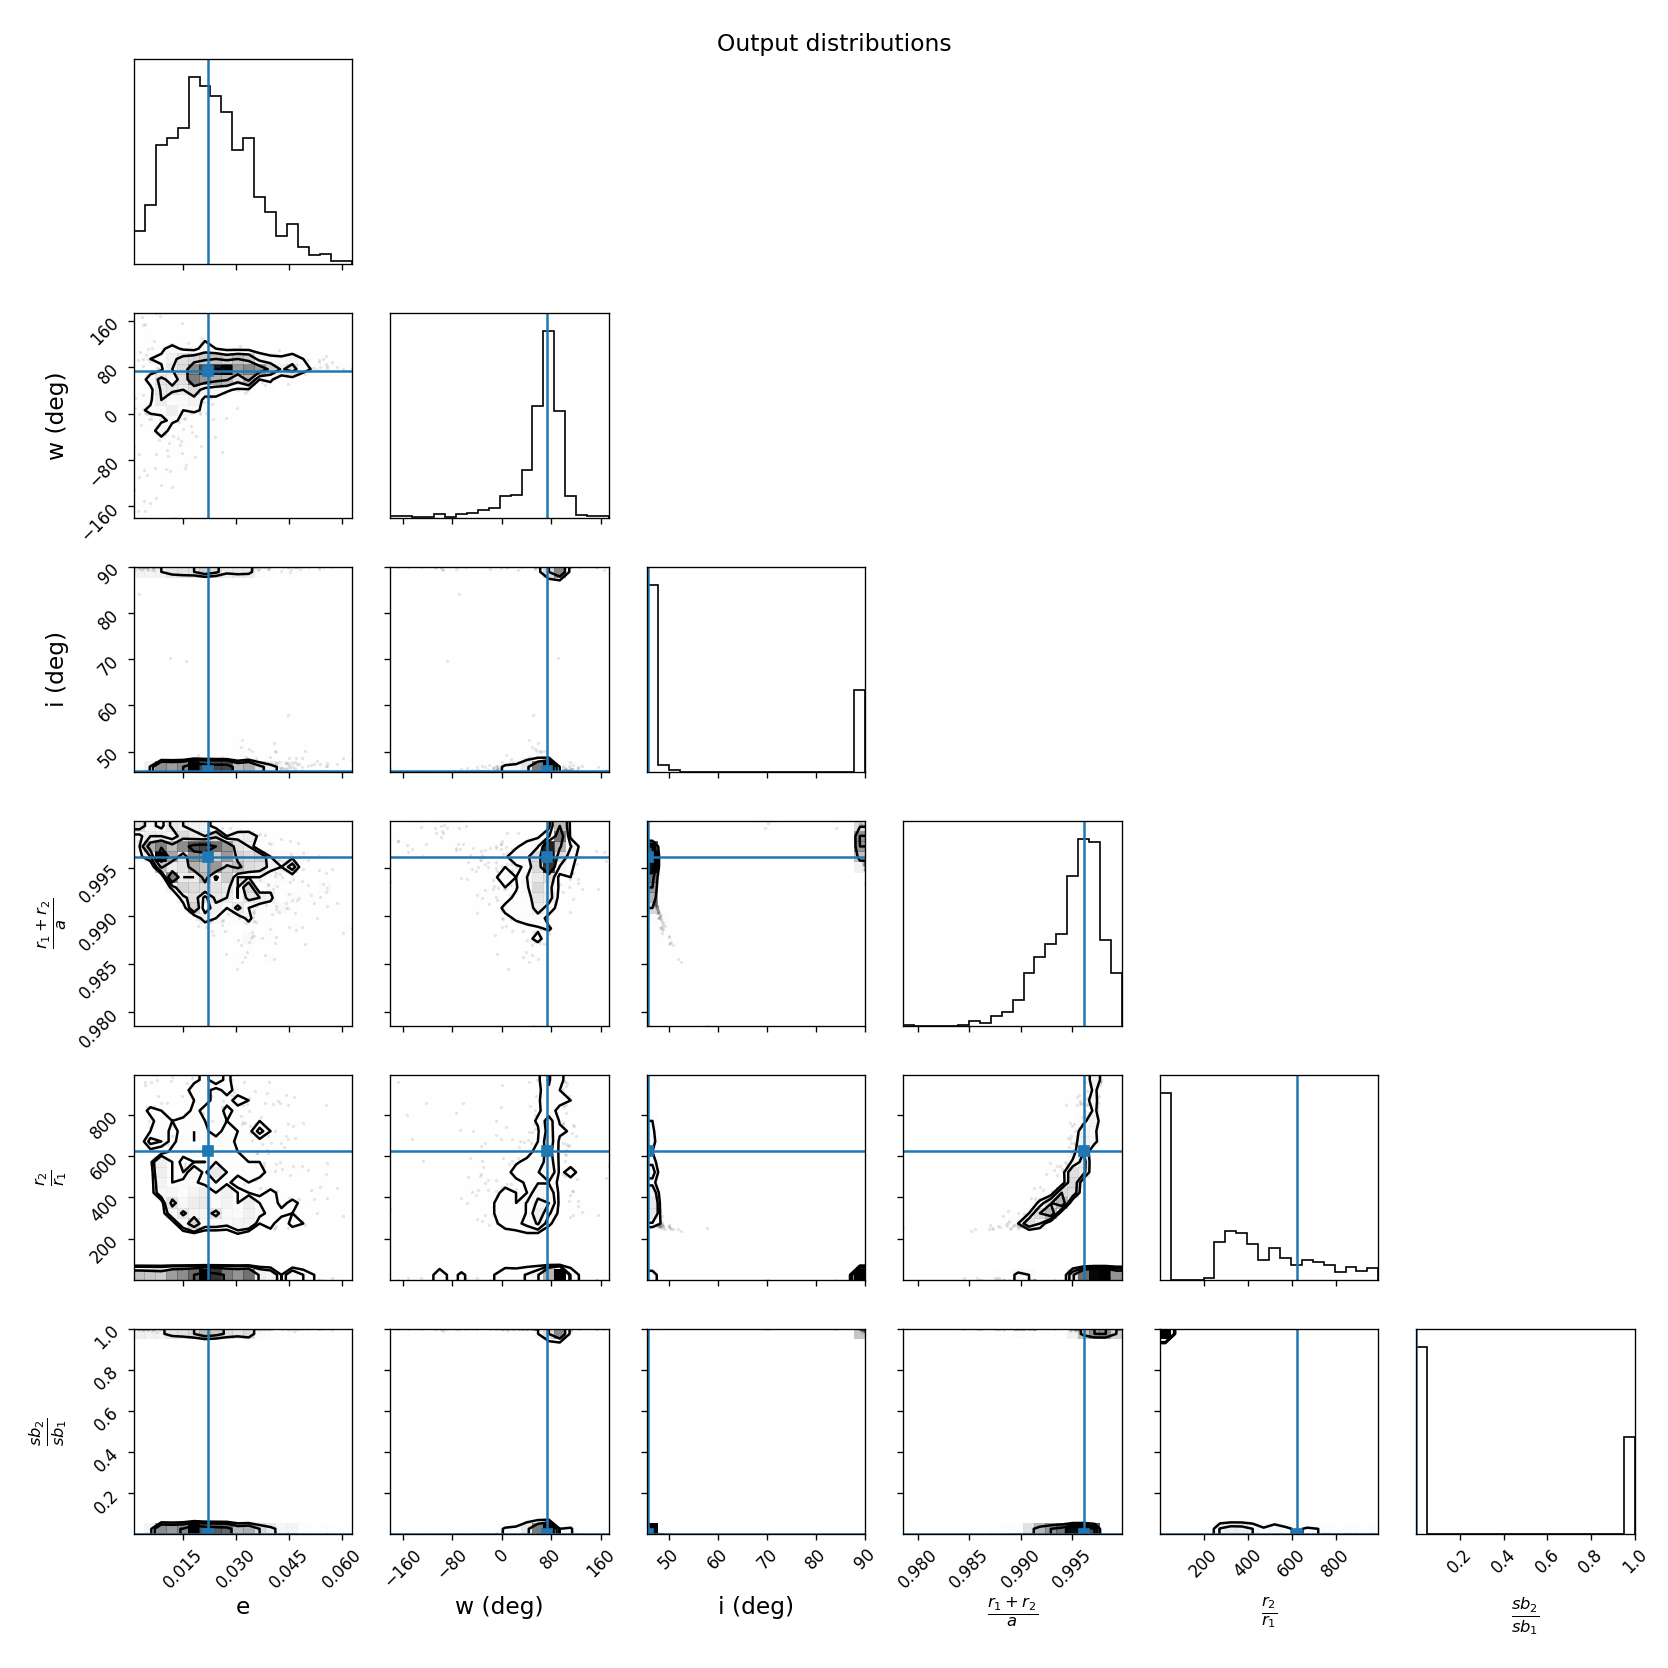 Output distributions
160
80
0
−80
−160
w (deg)
90
80
70
60
50
i (deg)
0.995
0.990
0.985
0.980
r₁ + r₂
a
800
600
400
200
r₂
r₁
1.0
0.8
0.6
0.4
0.2
sb₂
sb₁
0.015 0.030 0.045 0.060
−160 −80 0 80 160
50 60 70 80 90
0.980 0.985 0.990 0.995
200 400 600 800
0.2 0.4 0.6 0.8 1.0
e
w (deg)
i (deg)
r₁ + r₂
a
r₂
r₁
sb₂
sb₁